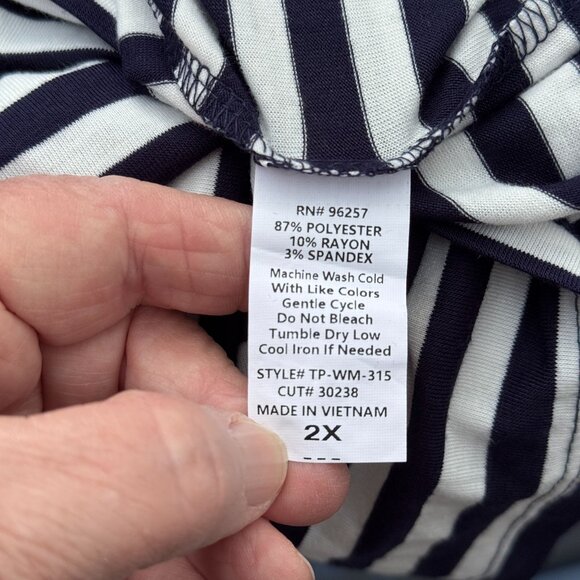 RN# 96257
87% POLYESTER
10% RAYON
3% SPANDEX
Machine Wash Cold
With Like Colors
Gentle Cycle
Do Not Bleach
Tumble Dry Low
Cool Iron If Needed
STYLE# TP-WM-315
CUT# 30238
MADE IN VIETNAM
2X
---